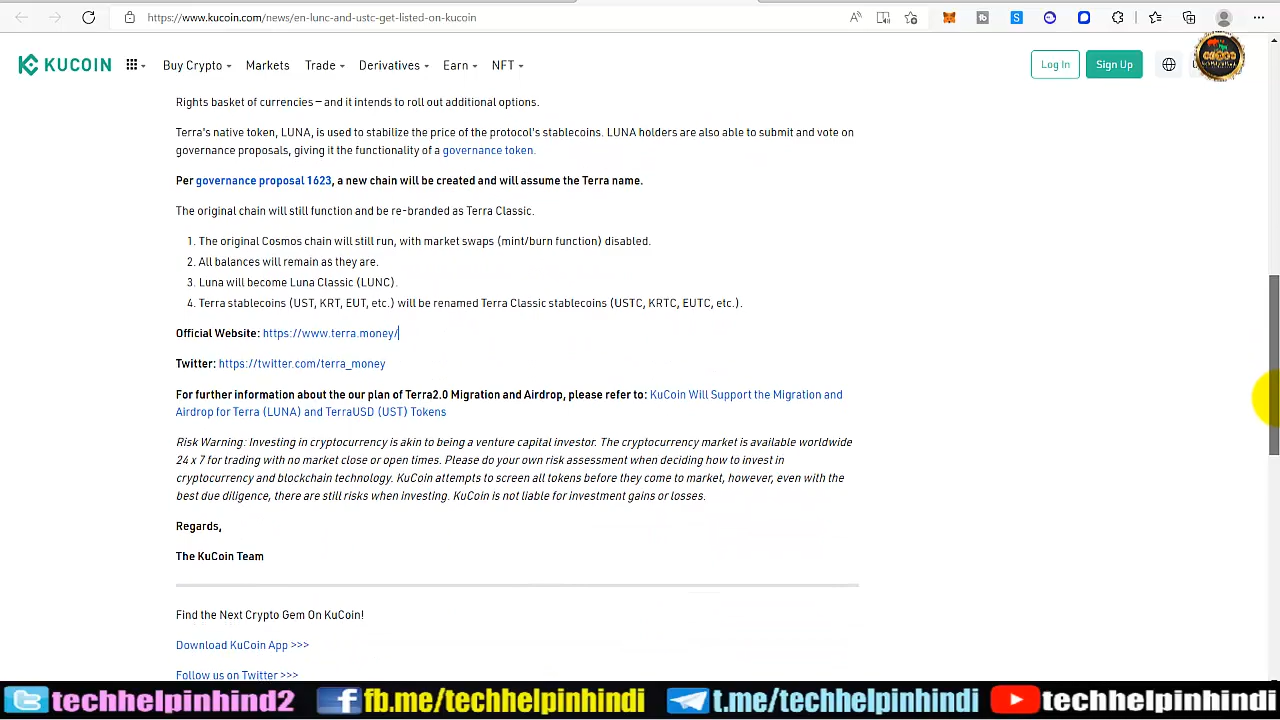 https://www.kucoin.com/news/en-lunc-and-ustc-get-listed-on-kucoin
KUCOIN
Buy Crypto
Markets
Trade
Derivatives
Earn
NFT
Log In
Sign Up
Rights basket of currencies – and it intends to roll out additional options.
Terra's native token, LUNA, is used to stabilize the price of the protocol's stablecoins. LUNA holders are also able to submit and vote on
governance proposals, giving it the functionality of a governance token.
Per governance proposal 1623, a new chain will be created and will assume the Terra name.
The original chain will still function and be re-branded as Terra Classic.
1. The original Cosmos chain will still run, with market swaps (mint/burn function) disabled.
2. All balances will remain as they are.
3. Luna will become Luna Classic (LUNC).
4. Terra stablecoins (UST, KRT, EUT, etc.) will be renamed Terra Classic stablecoins (USTC, KRTC, EUTC, etc.).
Official Website: https://www.terra.money/
Twitter: https://twitter.com/terra_money
For further information about the our plan of Terra2.0 Migration and Airdrop, please refer to: KuCoin Will Support the Migration and
Airdrop for Terra (LUNA) and TerraUSD (UST) Tokens
Risk Warning: Investing in cryptocurrency is akin to being a venture capital investor. The cryptocurrency market is available worldwide
24 x 7 for trading with no market close or open times. Please do your own risk assessment when deciding how to invest in
cryptocurrency and blockchain technology. KuCoin attempts to screen all tokens before they come to market, however, even with the
best due diligence, there are still risks when investing. KuCoin is not liable for investment gains or losses.
Regards,
The KuCoin Team
Find the Next Crypto Gem On KuCoin!
Download KuCoin App >>>
Follow us on Twitter >>>
techhelpinhind2
fb.me/techhelpinhindi
t.me/techhelpinhindi
techhelpinhindi